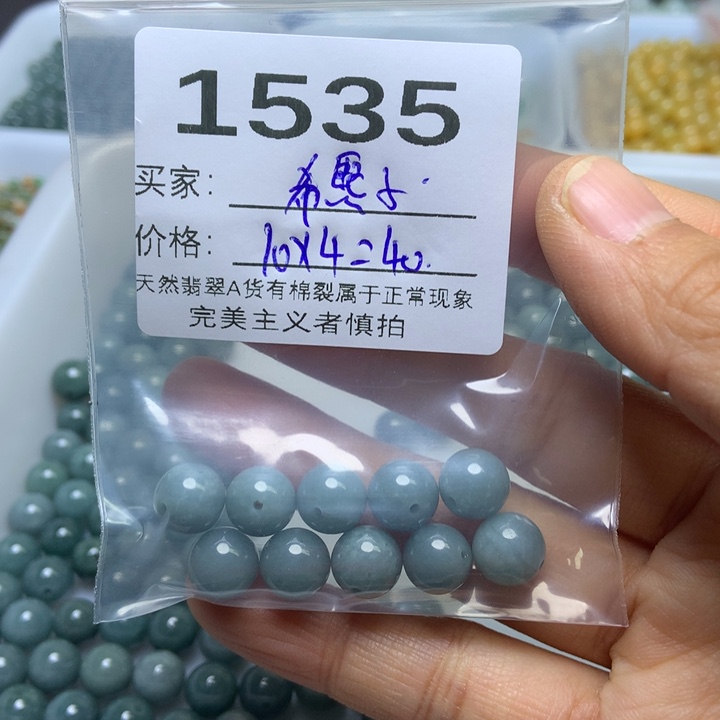 1535
买家：
价格：10X4=40.
天然翡翠A货有棉裂属于正常现象
完美主义者慎拍